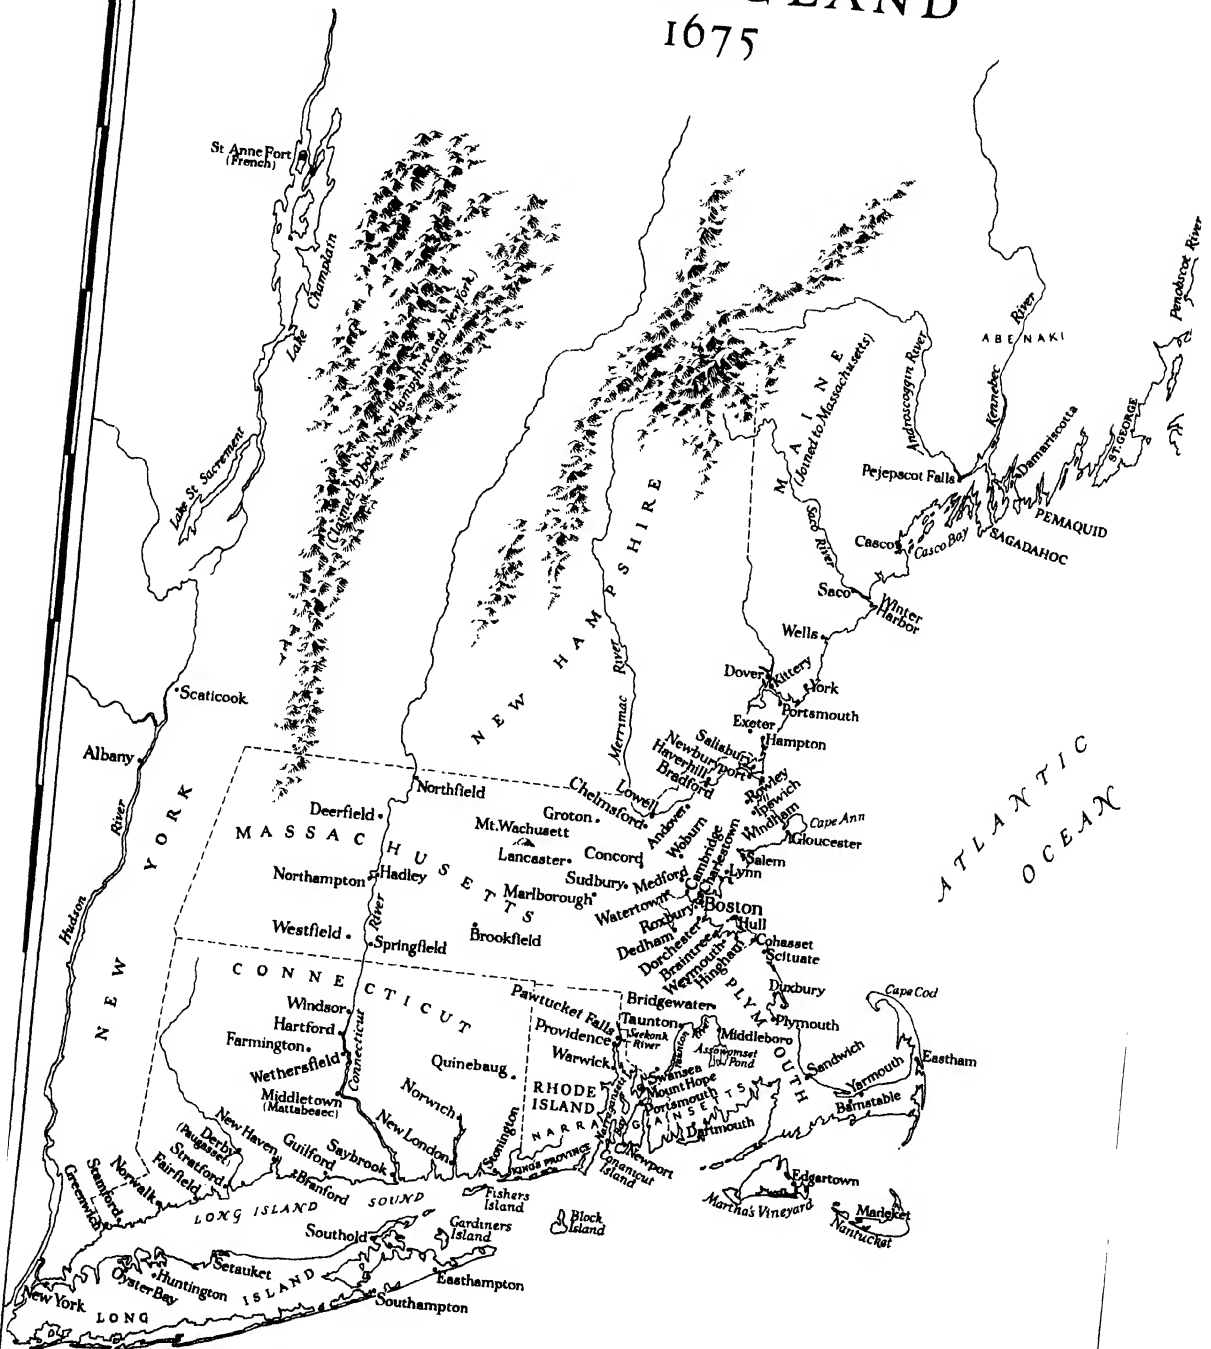 1675
St Anne Fort
(French)
Lake Champlain
Lake St Sacrement
(Claimed by both New Hampshire and New York)
Penobscot River
ABENAKI
Kennebec River
Androscoggin River
MAINE
(Joined to Massachusetts)
ST. GEORGE
Damariscotta
Pejepscot Falls
PEMAQUID
SAGADAHOC
Casco
Casco Bay
Saco River
Saco
Winter
Harbor
Wells
NEW HAMPSHIRE
Merrimac River
Dover
Kittery
York
Portsmouth
Exeter
Hampton
Salisbury
Newburyport
Haverhill
Bradford
Rowley
Ipswich
Windham
Cape Ann
Gloucester
Scaticook
Albany
Hudson River
NEW YORK
Northfield
Chelmsford
Lowell
Groton
Andover
Woburn
Deerfield
MASSACHUSETTS
Mt. Wachusett
Lancaster
Concord
Cambridge
Charlestown
Salem
Lynn
Northampton
Hadley
Sudbury
Medford
Marlborough
Watertown
Boston
Roxbury
Hull
Westfield
River
Springfield
Brookfield
Dedham
Dorchester
Braintree
Weymouth
Hingham
Cohasset
Scituate
ATLANTIC
OCEAN
CONNECTICUT
Pawtucket Falls
Bridgewater
PLYMOUTH
Duxbury
Cape Cod
Windsor
Hartford
Farmington
Wethersfield
Connecticut
Quinebaug
Providence
Taunton
Seekonk
River
Taunton
Middleboro
Plymouth
Warwick
Assowomset
Pond
Sandwich
Eastham
Yarmouth
Barnstable
Middletown
(Mattabesec)
Norwich
RHODE
ISLAND
Swansea
Mount Hope
Portsmouth
NARRAGANSETTS
Narragansett Bay
Dartmouth
New Haven
Derby
(Paugasset)
Stratford
Fairfield
Norwalk
Stamford
Greenwich
Guilford
Branford
Saybrook
New London
Stonington
KING'S PROVINCE
Newport
Conanicut
Island
LONG ISLAND SOUND
Fishers
Island
Gardiners
Island
Block
Island
Edgartown
Martha's Vineyard
Madeket
Nantucket
Southold
Setauket
Huntington
Oyster Bay
New York
LONG ISLAND
Easthampton
Southampton